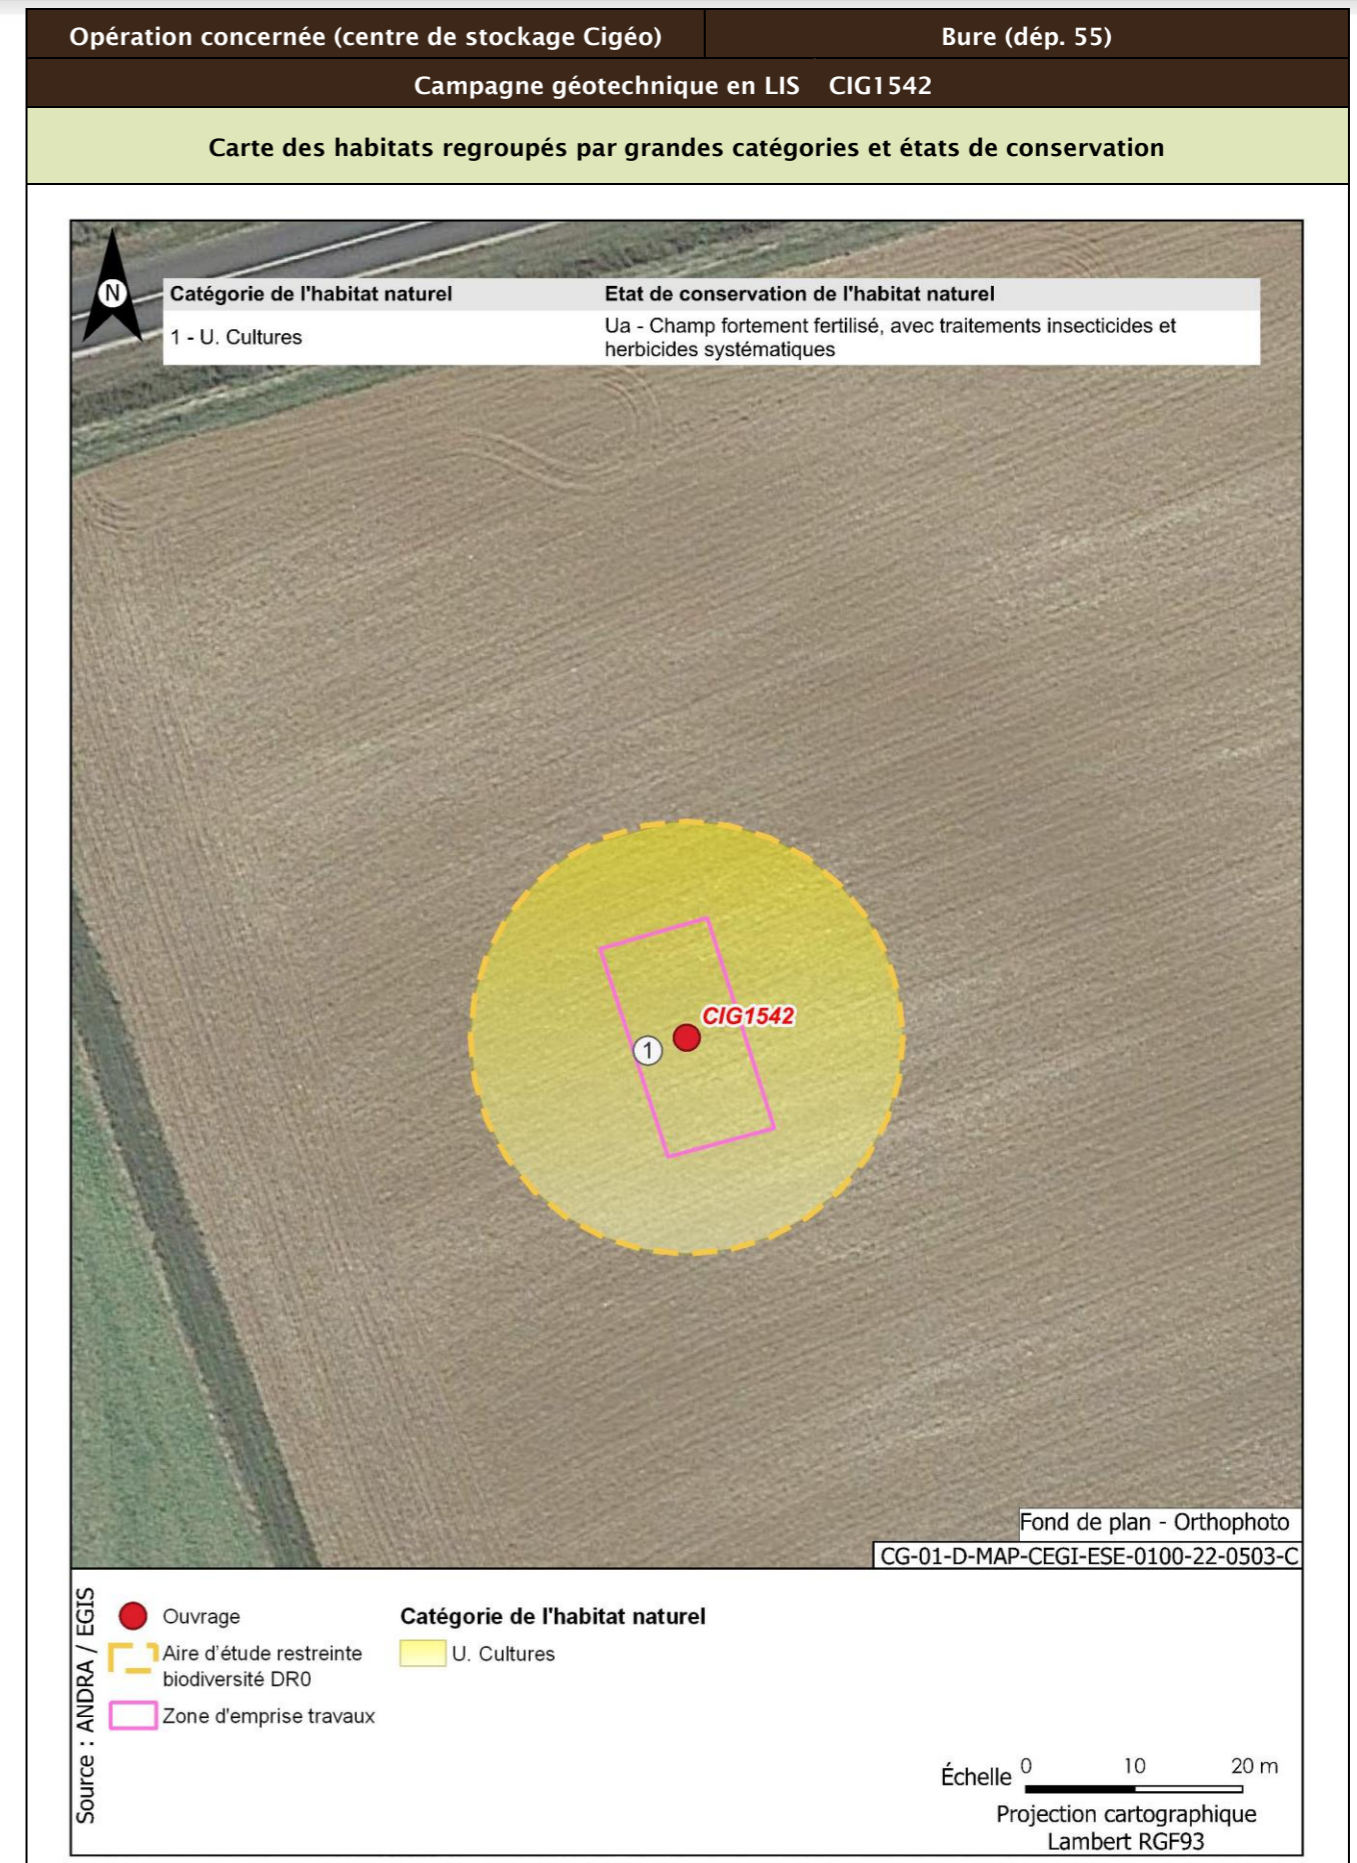 Opération concernée (centre de stockage Cigéo)
Bure (dép. 55)
Campagne géotechnique en LIS CIG1542
Carte des habitats regroupés par grandes catégories et états de conservation
N
Catégorie de l'habitat naturel
Etat de conservation de l'habitat naturel
1 - U. Cultures
Ua - Champ fortement fertilisé, avec traitements insecticides et
herbicides systématiques
CIG1542
1
Fond de plan - Orthophoto
CG-01-D-MAP-CEGI-ESE-0100-22-0503-C
Source : ANDRA / EGIS
Ouvrage
Aire d'étude restreinte
biodiversité DR0
Zone d'emprise travaux
Catégorie de l'habitat naturel
U. Cultures
Échelle 0 10 20 m
Projection cartographique
Lambert RGF93